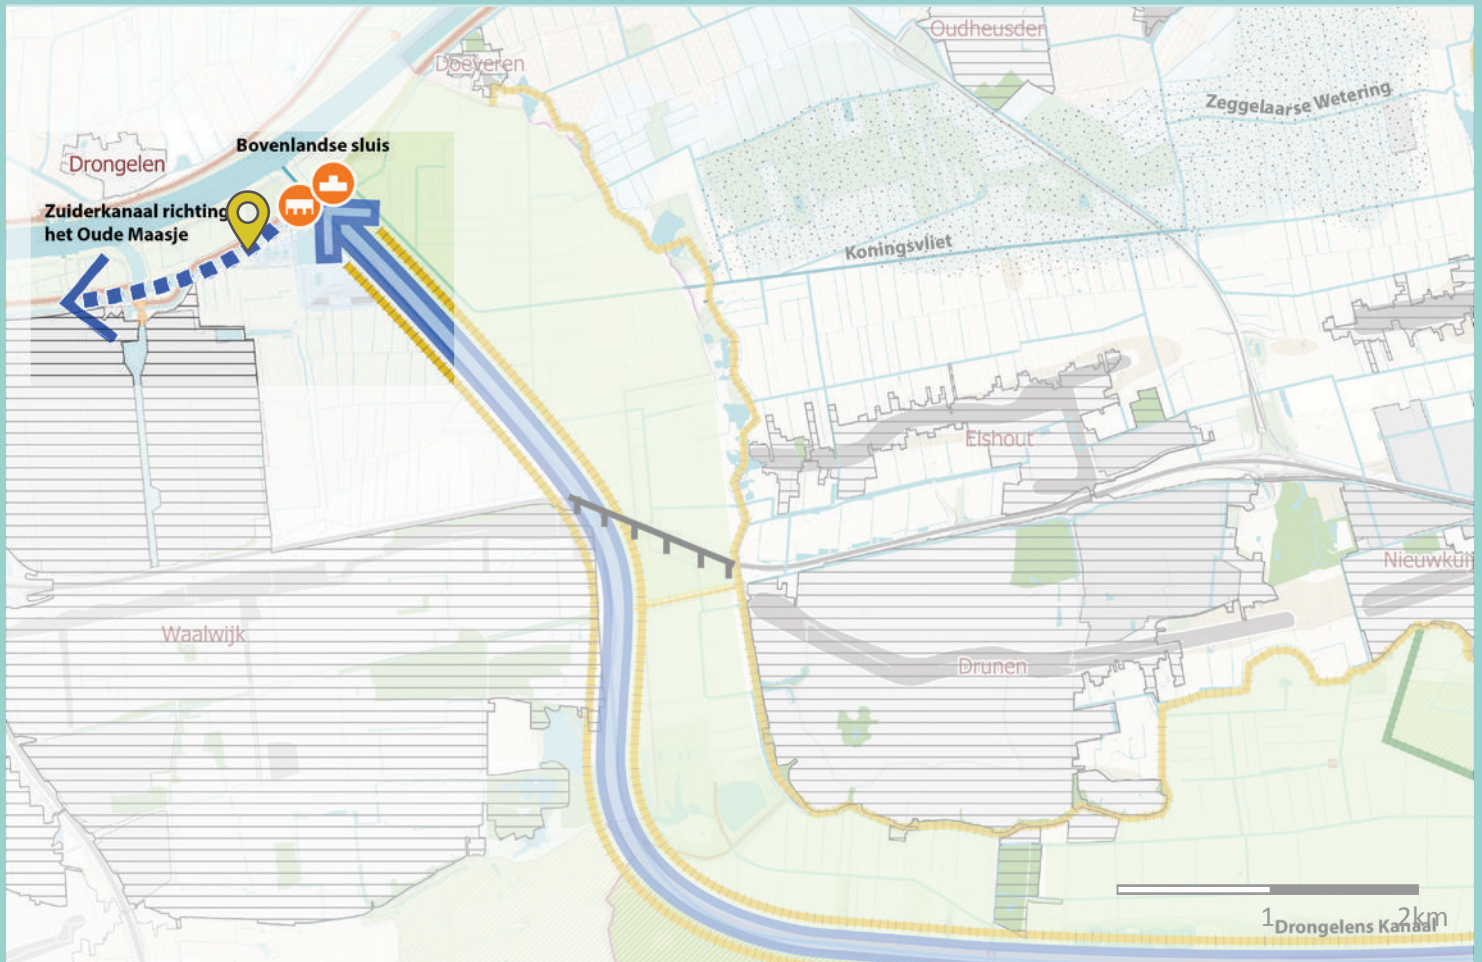 Oudheusden
Doeveren
Zeggelaarse Wetering
Bovenlandse sluis
Drongelen
Zuiderkanaal richting
het Oude Maasje
Koningsvliet
Elshout
Nieuwkuij
Waalwijk
Drunen
1
2km
Drongelens Kanaal